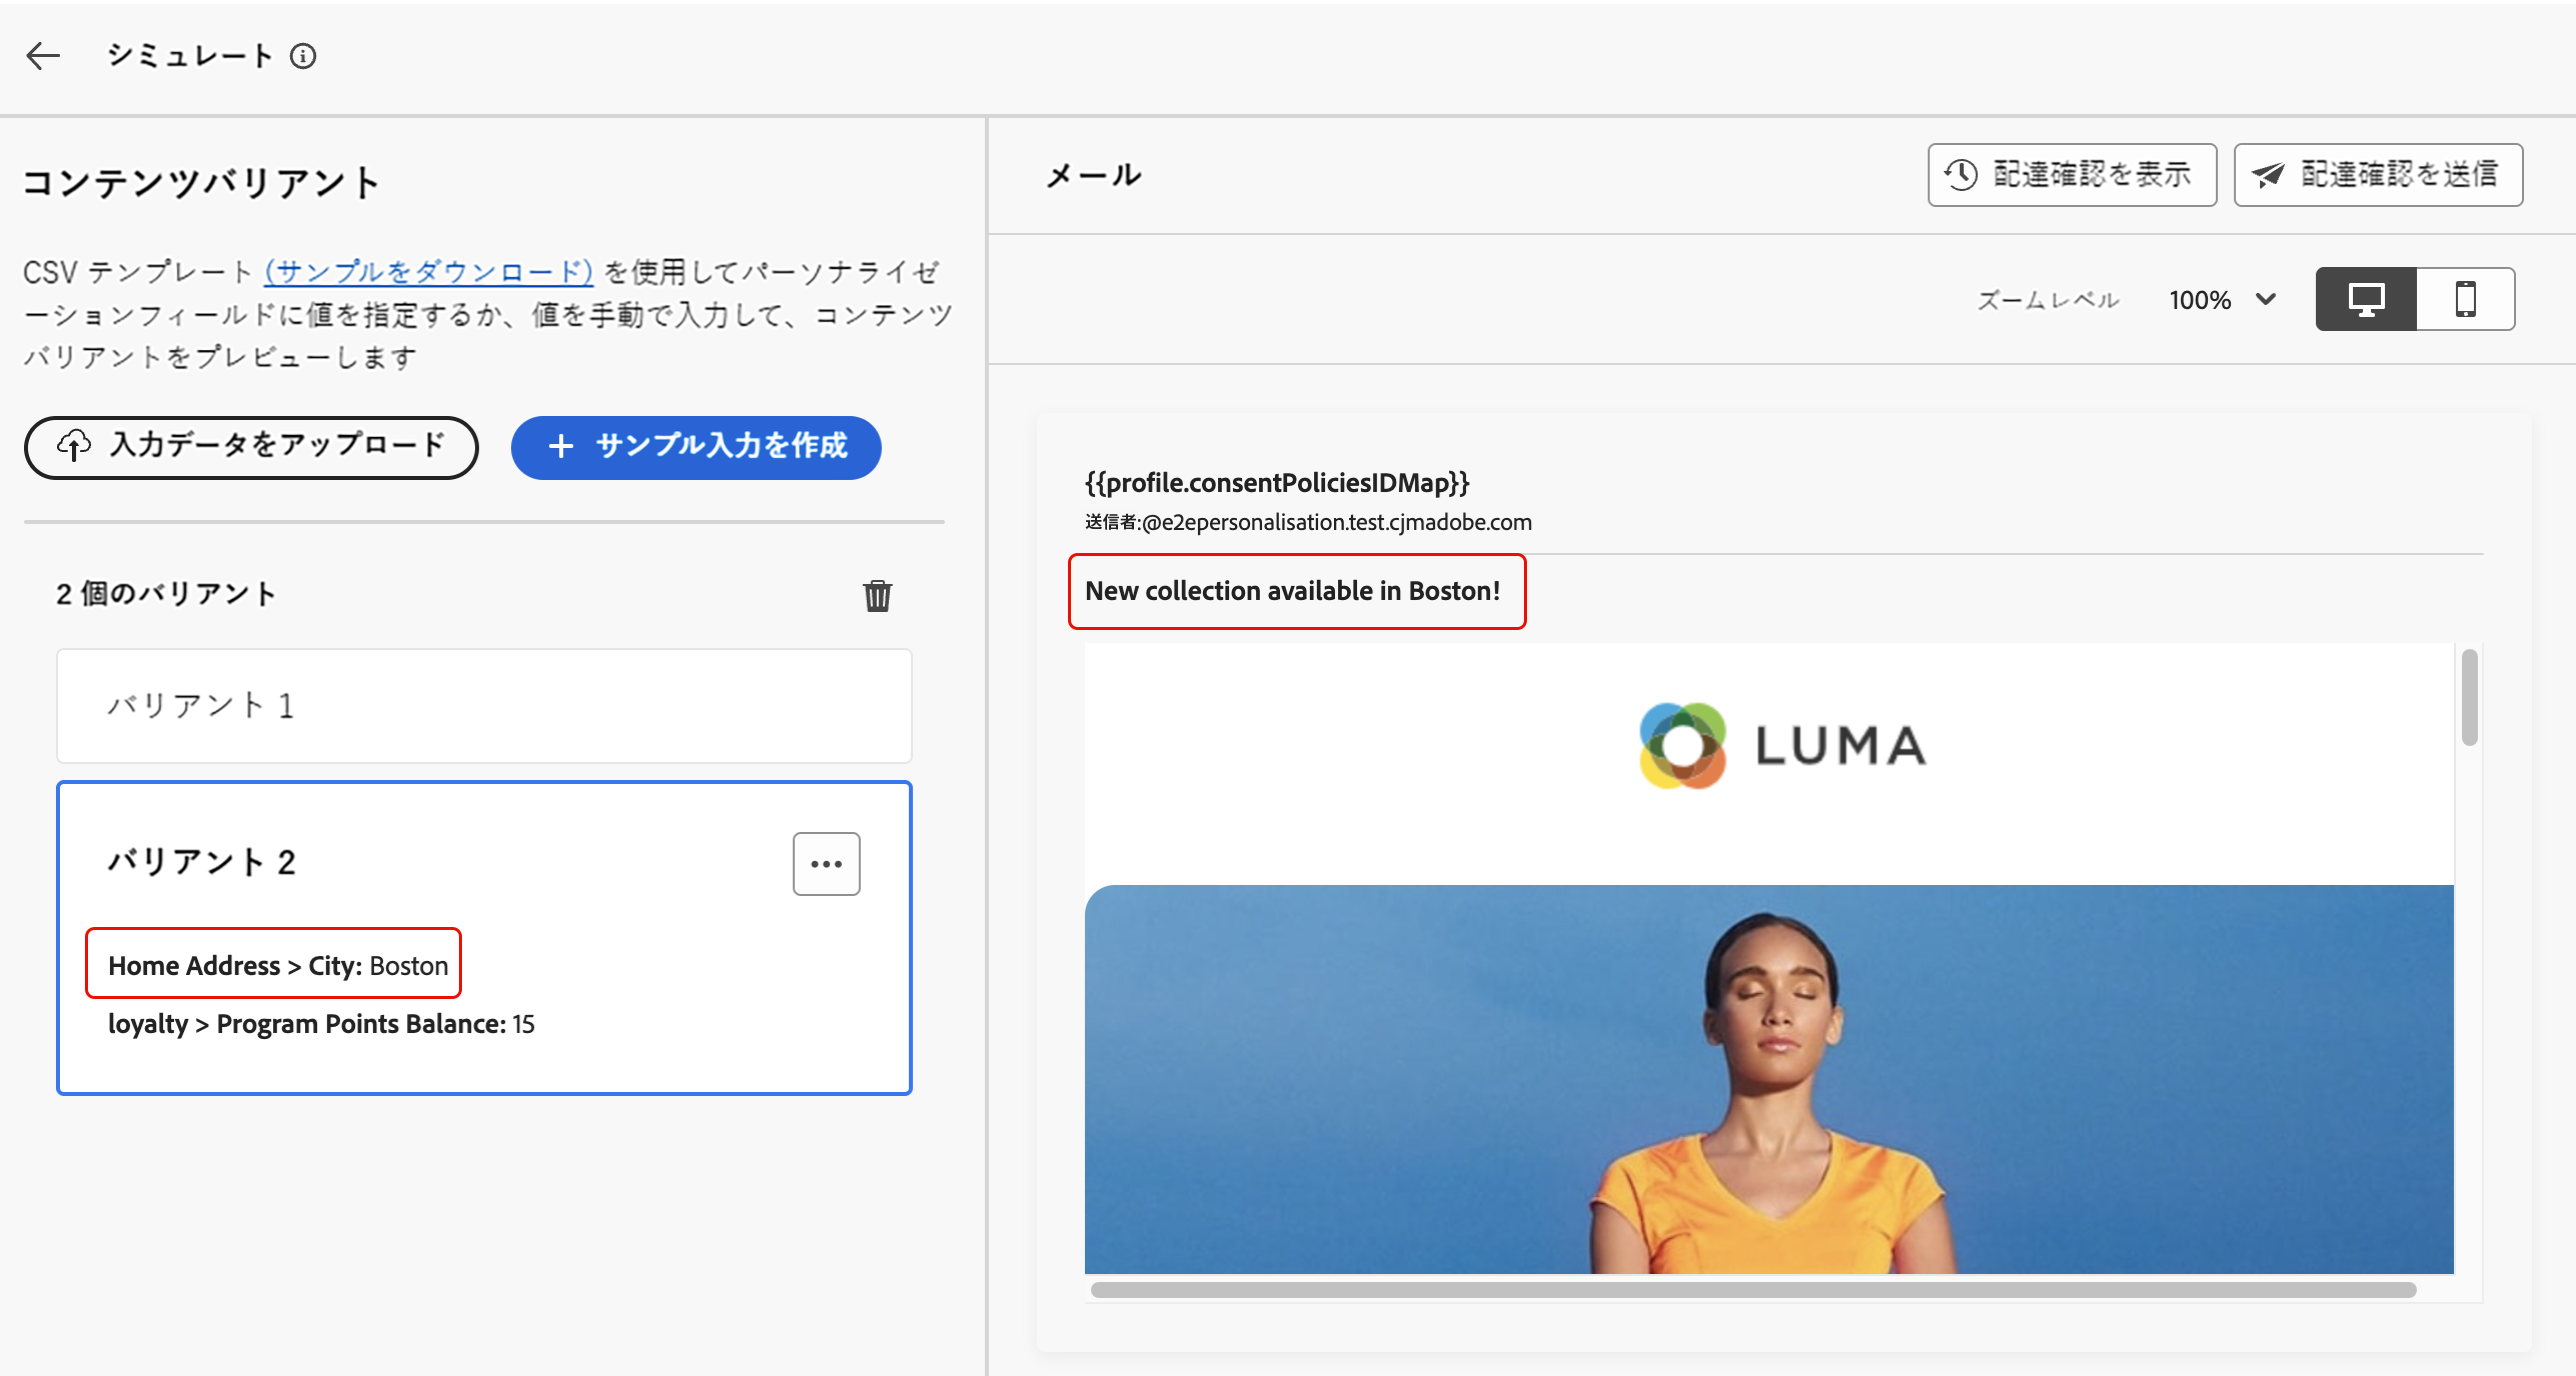 シミュレート
コンテンツバリアント
CSV テンプレート (サンプルをダウンロード) を使用してパーソナライゼ
ーションフィールドに値を指定するか、値を手動で入力して、コンテンツ
バリアントをプレビューします
入力データをアップロード
+ サンプル入力を作成
2 個のバリアント
バリアント 1
バリアント 2
Home Address > City: Boston
loyalty > Program Points Balance: 15
メール
配達確認を表示
配達確認を送信
ズームレベル 100%
{{profile.consentPoliciesIDMap}}
送信者:@e2epersonalisation.test.cjmadobe.com
New collection available in Boston!
LUMA